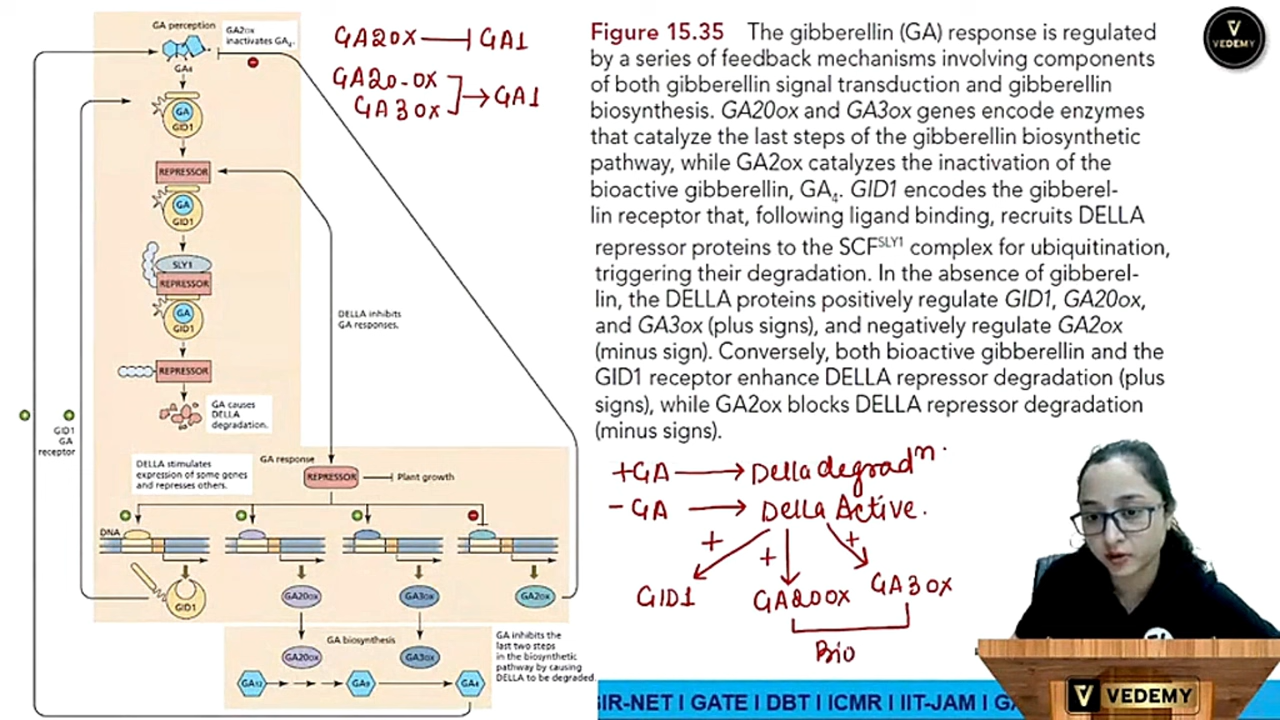 GA perception
GA2ox
inactivates GA4.
GA4
GA
GID1
REPRESSOR
GA
GID1
SLY1
REPRESSOR
GA
GID1
REPRESSOR
GA causes
DELLA
degradation.
DELLA inhibits
GA responses.
GID1
GA
receptor
DELLA stimulates
expression of some genes
and represses others.
GA response
REPRESSOR
Plant growth
DNA
GID1
GA20ox
GA3ox
GA2ox
GA biosynthesis
GA20ox
GA3ox
GA12
GA9
GA4
GA inhibits the
last two steps
in the biosynthetic
pathway by causing
DELLA to be degraded.
GA20x ⊣ GA1
GA20-ox
GA3ox
→ GA1
Figure 15.35 The gibberellin (GA) response is regulated
by a series of feedback mechanisms involving components
of both gibberellin signal transduction and gibberellin
biosynthesis. GA20ox and GA3ox genes encode enzymes
that catalyze the last steps of the gibberellin biosynthetic
pathway, while GA2ox catalyzes the inactivation of the
bioactive gibberellin, GA4. GID1 encodes the gibberel-
lin receptor that, following ligand binding, recruits DELLA
repressor proteins to the SCF^SLY1 complex for ubiquitination,
triggering their degradation. In the absence of gibberel-
lin, the DELLA proteins positively regulate GID1, GA20ox,
and GA3ox (plus signs), and negatively regulate GA2ox
(minus sign). Conversely, both bioactive gibberellin and the
GID1 receptor enhance DELLA repressor degradation (plus
signs), while GA2ox blocks DELLA repressor degradation
(minus signs).
+GA → Della degradn.
-GA → Della Active.
+ + +
GID1 GA200x GA3ox
Bio
VEDEMY
VEDEMY
SIR-NET I GATE I DBT I ICMR I IIT-JAM I GA